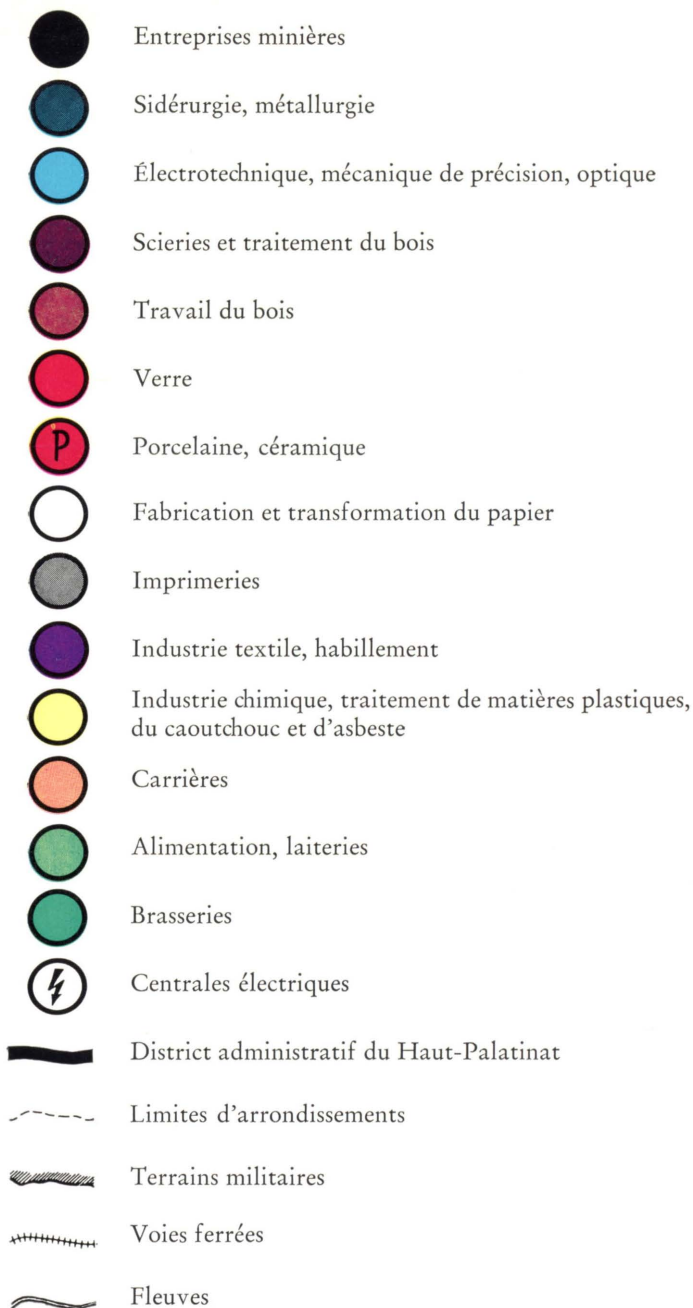 Entreprises minières
Sidérurgie, métallurgie
Électrotechnique, mécanique de précision, optique
Scieries et traitement du bois
Travail du bois
Verre
P Porcelaine, céramique
Fabrication et transformation du papier
Imprimeries
Industrie textile, habillement
Industrie chimique, traitement de matières plastiques,
du caoutchouc et d'asbeste
Carrières
Alimentation, laiteries
Brasseries
Centrales électriques
District administratif du Haut-Palatinat
Limites d'arrondissements
Terrains militaires
Voies ferrées
Fleuves